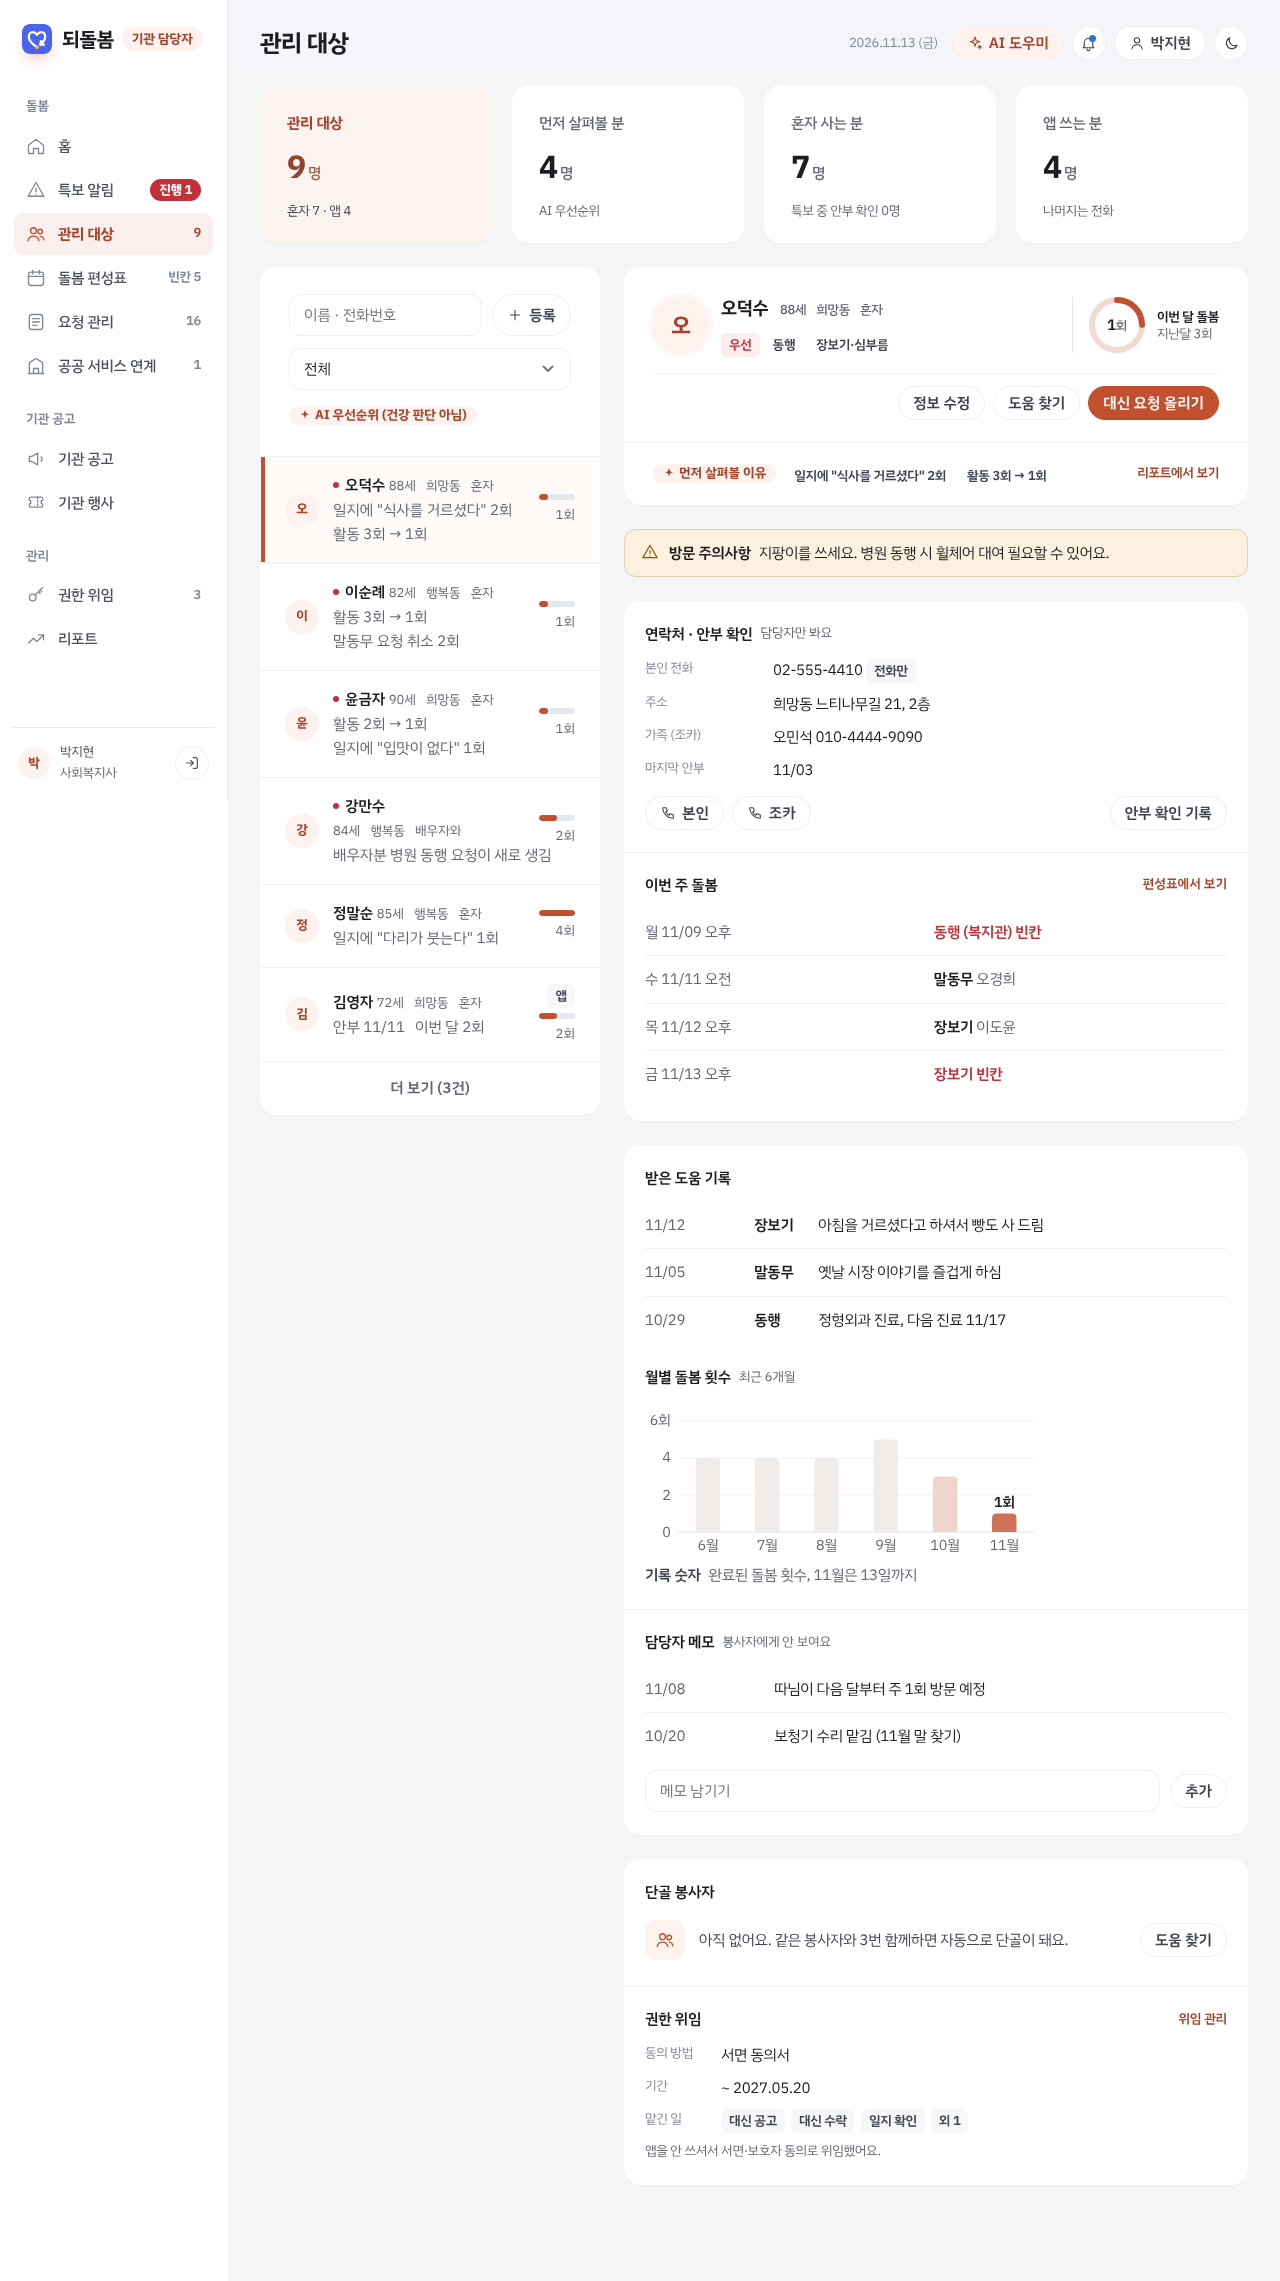 되돌봄 기관 담당자
돌봄
홈
특보 알림 진행 1
관리 대상 9
돌봄 편성표 빈칸 5
요청 관리 16
공공 서비스 연계 1
기관 공고
기관 공고
기관 행사
관리
권한 위임 3
리포트
박 박지현
사회복지사
관리 대상
2026.11.13 (금) AI 도우미 박지현
관리 대상
9명
혼자 7 · 앱 4
먼저 살펴볼 분
4명
AI 우선순위
혼자 사는 분
7명
특보 중 안부 확인 0명
앱 쓰는 분
4명
나머지는 전화
이름 · 전화번호 + 등록
전체
AI 우선순위 (건강 판단 아님)
오 오덕수 88세 희망동 혼자
일지에 "식사를 거르셨다" 2회
활동 3회 → 1회
1회
이 이순례 82세 행복동 혼자
활동 3회 → 1회
말동무 요청 취소 2회
1회
윤 윤금자 90세 희망동 혼자
활동 2회 → 1회
일지에 "입맛이 없다" 1회
1회
강 강만수
84세 행복동 배우자와
배우자분 병원 동행 요청이 새로 생김
2회
정 정말순 85세 행복동 혼자
일지에 "다리가 붓는다" 1회
4회
김 김영자 72세 희망동 혼자
안부 11/11 이번 달 2회
앱
2회
더 보기 (3건)
오 오덕수 88세 희망동 혼자
우선 동행 장보기·심부름
1회 이번 달 돌봄
지난달 3회
정보 수정 도움 찾기 대신 요청 올리기
먼저 살펴볼 이유 일지에 "식사를 거르셨다" 2회 활동 3회 → 1회 리포트에서 보기
방문 주의사항 지팡이를 쓰세요. 병원 동행 시 휠체어 대여 필요할 수 있어요.
연락처 · 안부 확인 담당자만 봐요
본인 전화 02-555-4410 전화만
주소 희망동 느티나무길 21, 2층
가족 (조카) 오민석 010-4444-9090
마지막 안부 11/03
본인 조카 안부 확인 기록
이번 주 돌봄 편성표에서 보기
월 11/09 오후 동행 (복지관) 빈칸
수 11/11 오전 말동무 오경희
목 11/12 오후 장보기 이도윤
금 11/13 오후 장보기 빈칸
받은 도움 기록
11/12 장보기 아침을 거르셨다고 하셔서 빵도 사 드림
11/05 말동무 옛날 시장 이야기를 즐겁게 하심
10/29 동행 정형외과 진료, 다음 진료 11/17
월별 돌봄 횟수 최근 6개월
6회
4
2
0
1회
6월 7월 8월 9월 10월 11월
기록 숫자 완료된 돌봄 횟수, 11월은 13일까지
담당자 메모 봉사자에게 안 보여요
11/08 따님이 다음 달부터 주 1회 방문 예정
10/20 보청기 수리 맡김 (11월 말 찾기)
메모 남기기 추가
단골 봉사자
아직 없어요. 같은 봉사자와 3번 함께하면 자동으로 단골이 돼요. 도움 찾기
권한 위임 위임 관리
동의 방법 서면 동의서
기간 ~ 2027.05.20
맡긴 일 대신 공고 대신 수락 일지 확인 외 1
앱을 안 쓰셔서 서면·보호자 동의로 위임했어요.